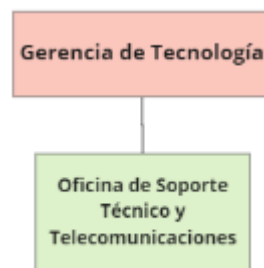 Gerencia de Tecnología
Oficina de Soporte
Técnico y
Telecomunicaciones